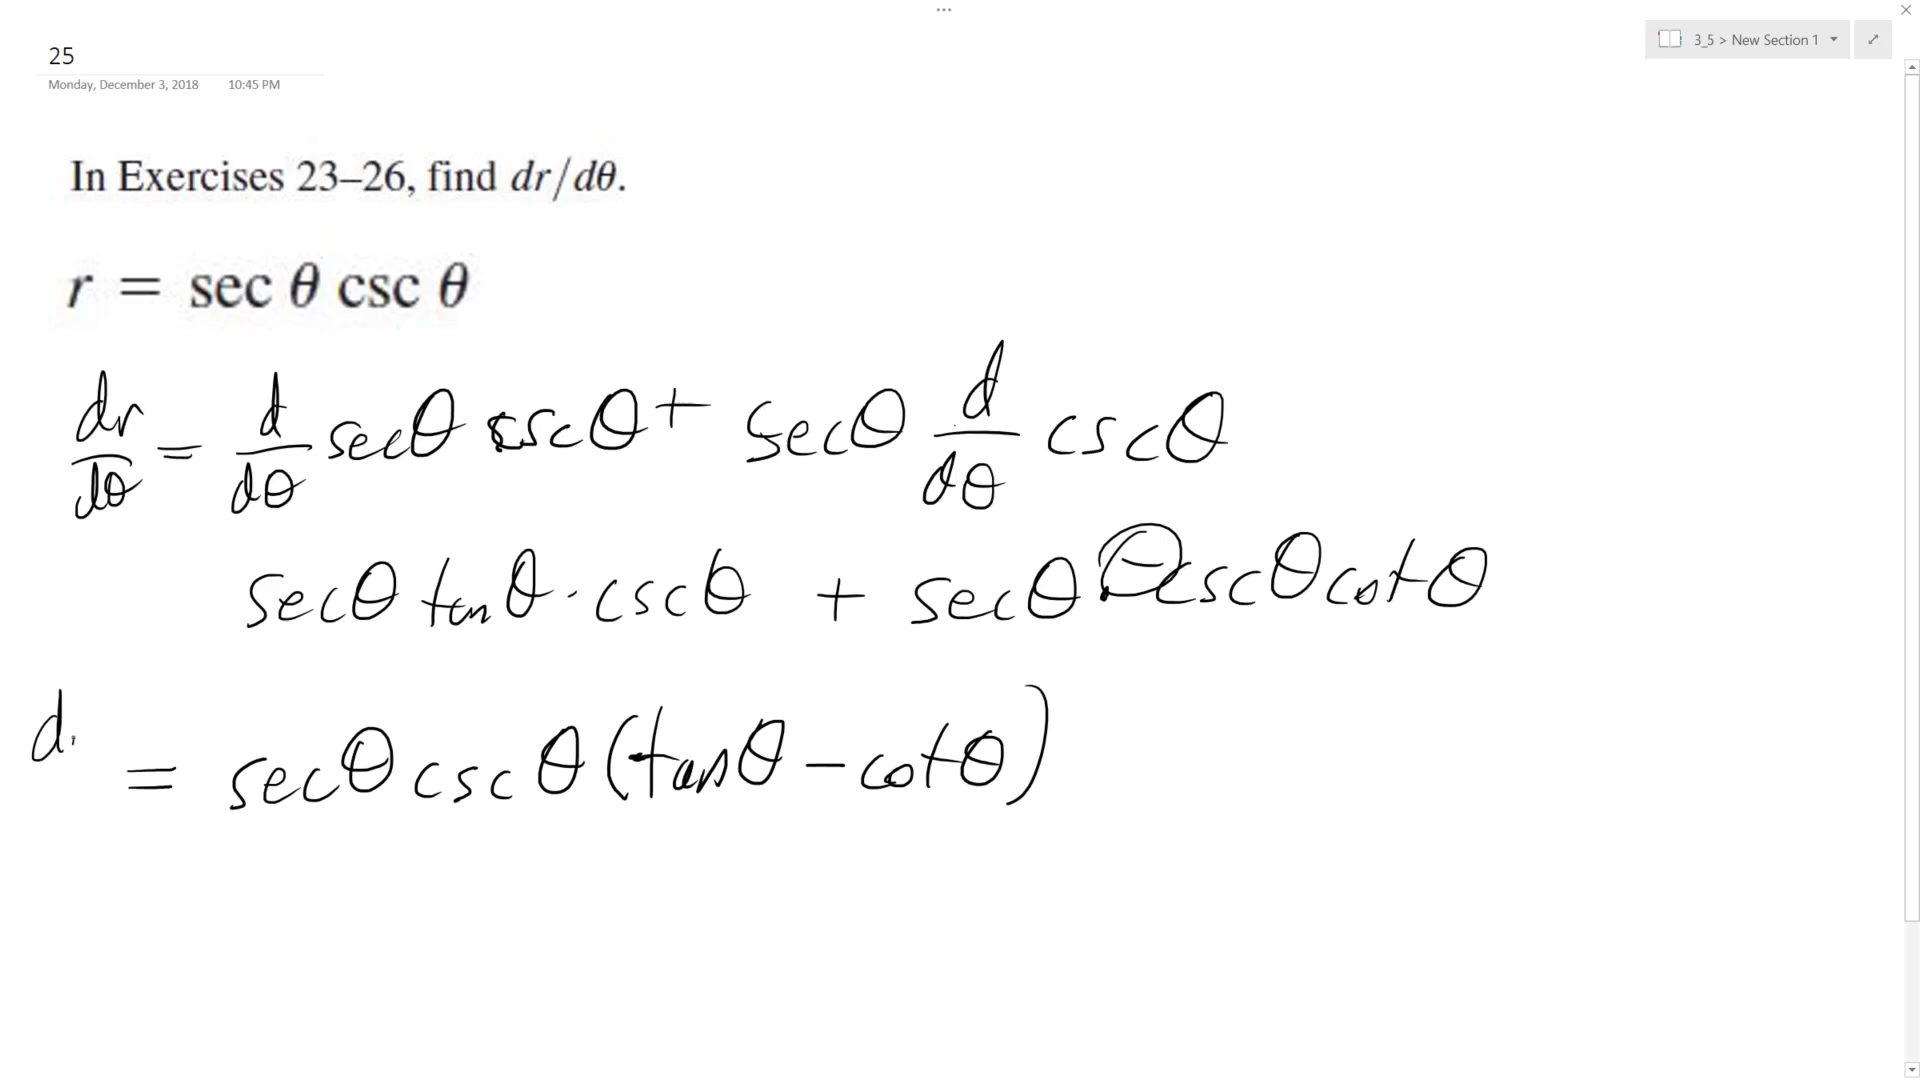 ...
3_5 > New Section 1
25
Monday, December 3, 2018 10:45 PM
In Exercises 23–26, find dr/dθ.
r = sec θ csc θ
dr/dθ = d/dθ secθ cscθ + secθ d/dθ cscθ
secθ tanθ · cscθ + secθ ⊖cscθ cotθ
d
= secθ cscθ (tanθ − cotθ)